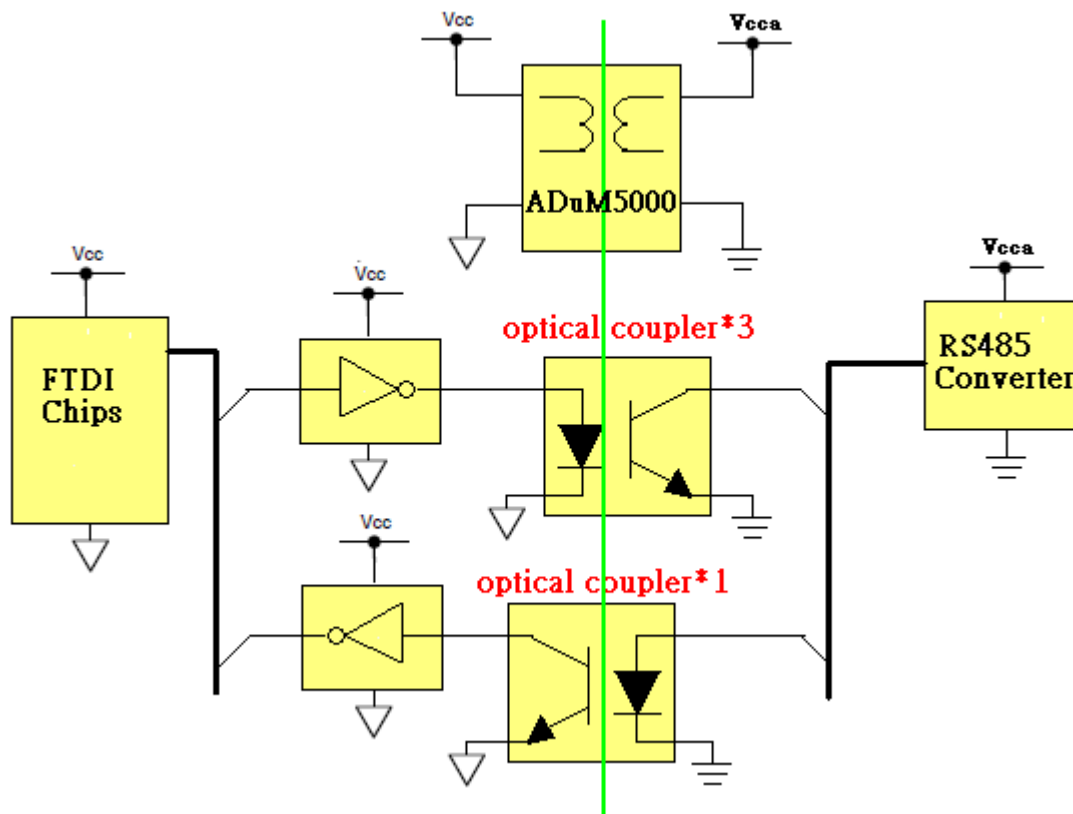 Vcc
Vcca
ADuM5000
Vcc
Vcc
Vcca
optical coupler*3
FTDI
Chips
RS485
Converter
Vcc
optical coupler*1